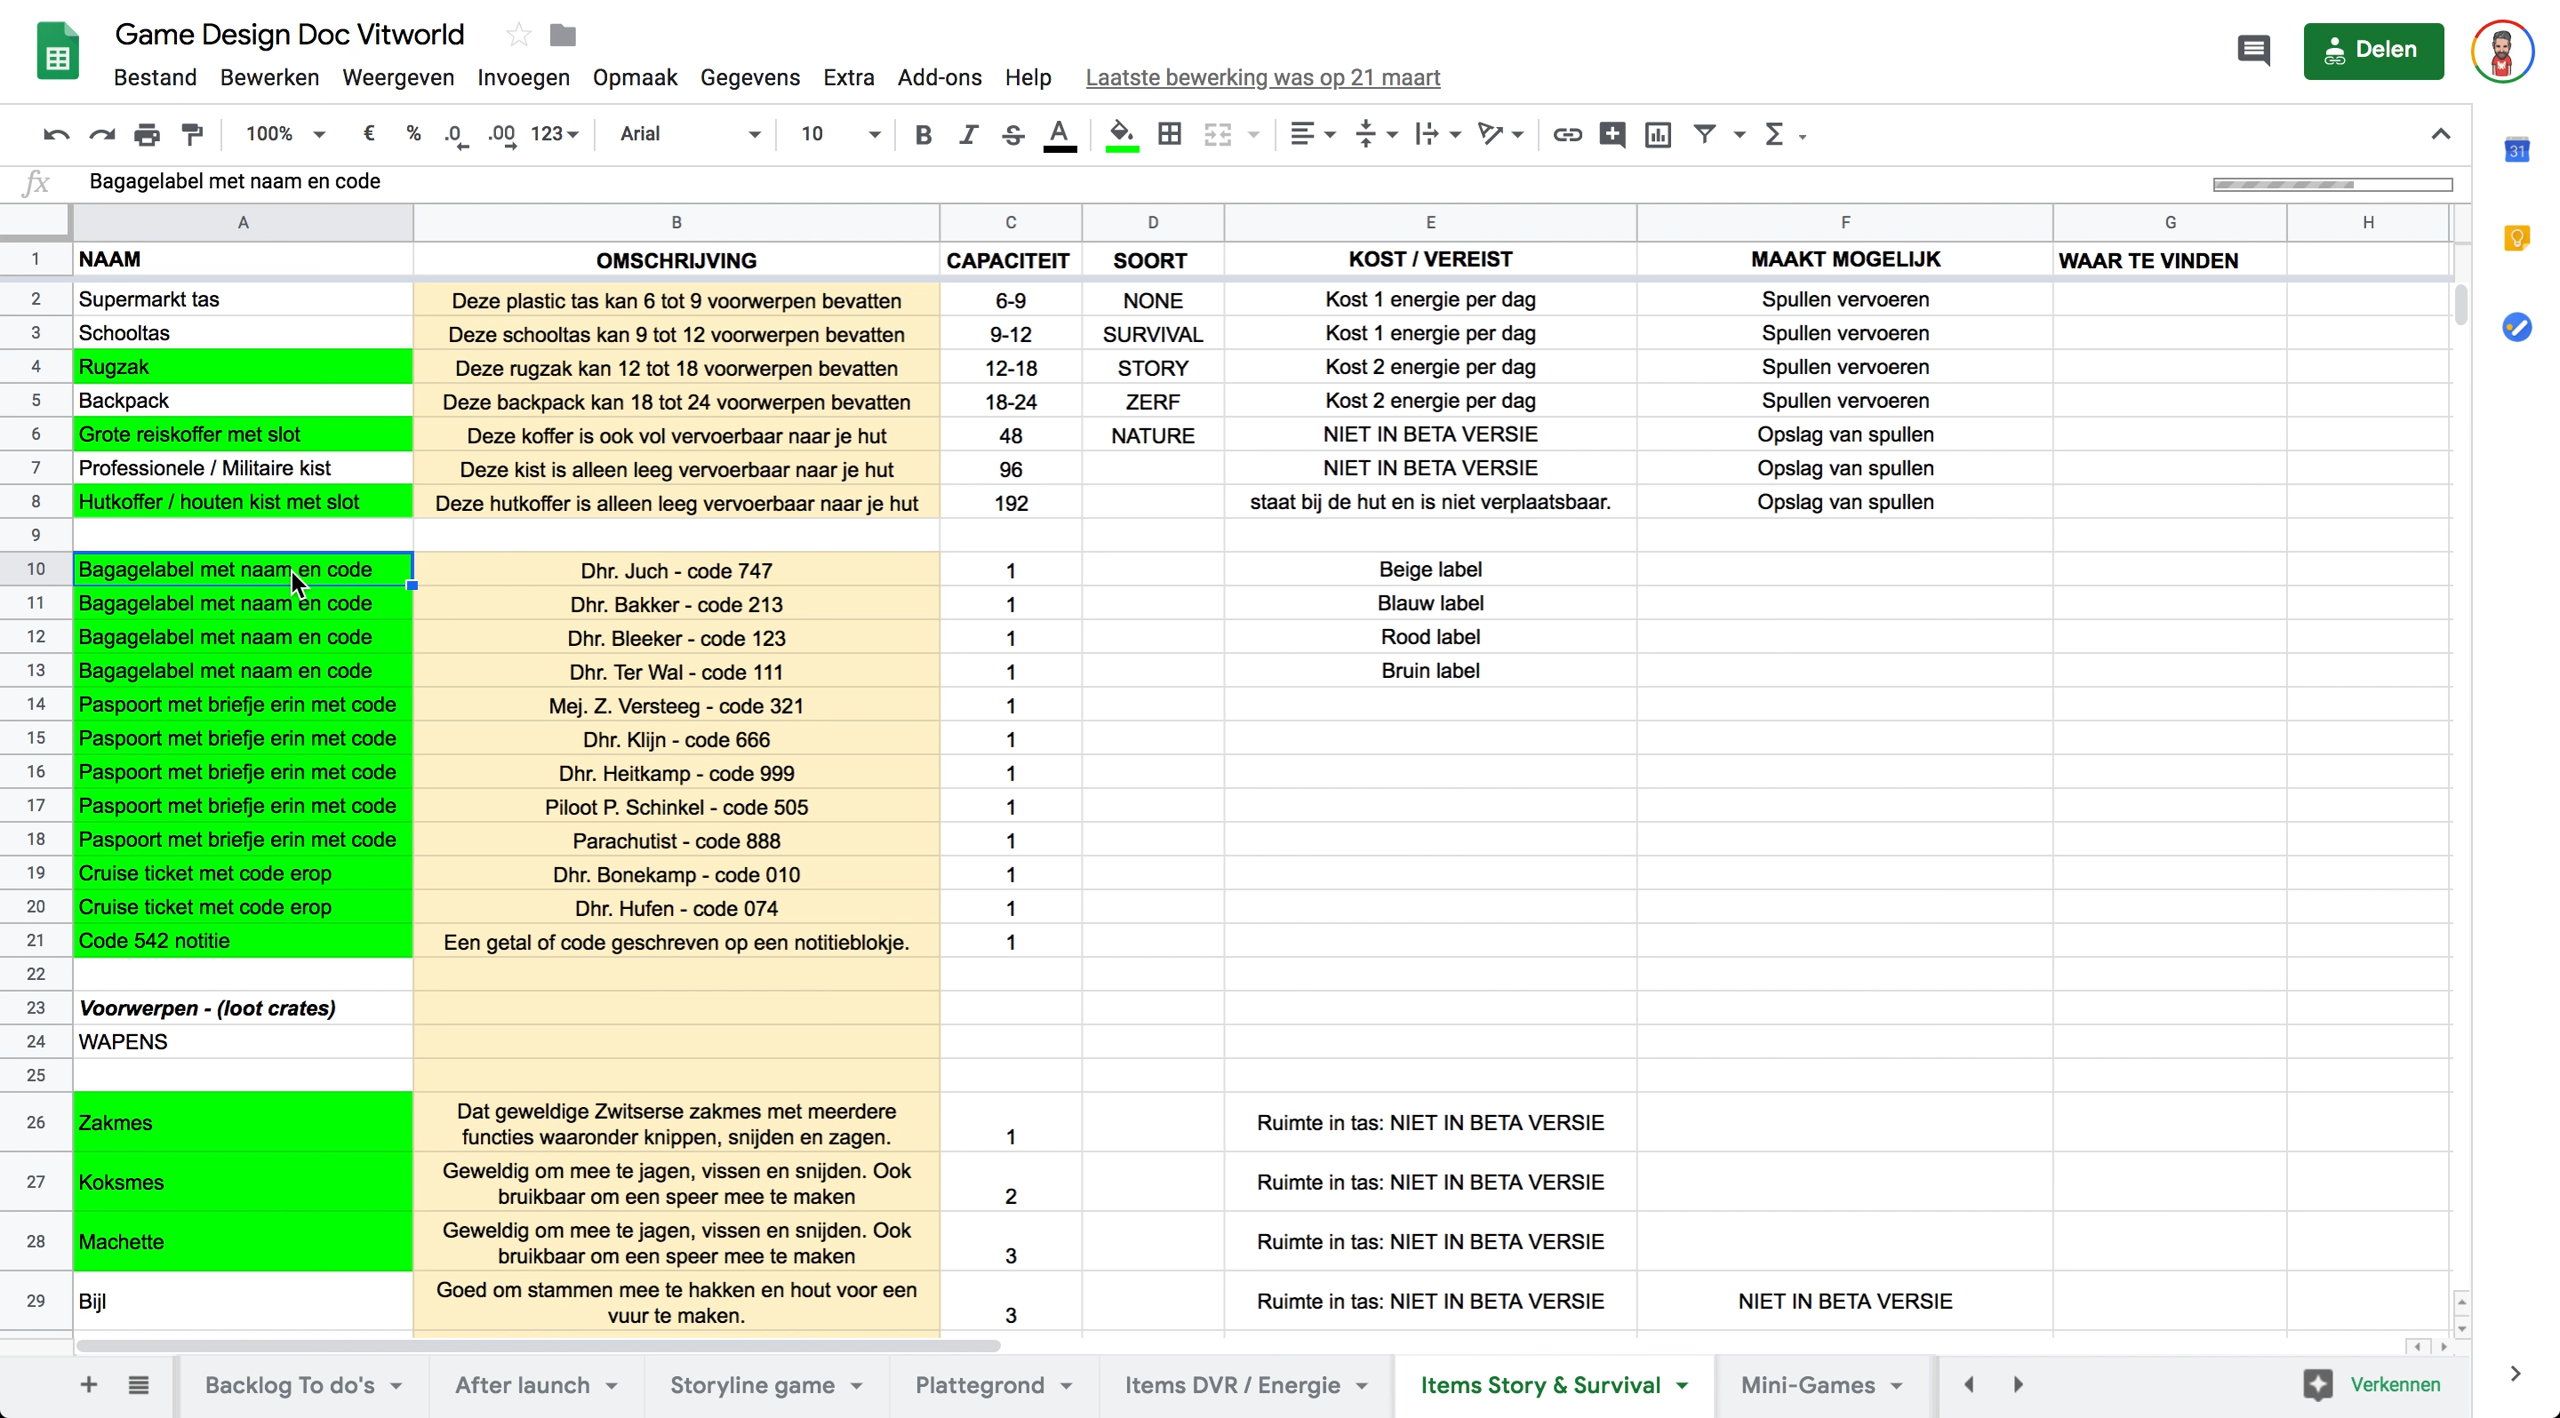 Game Design Doc Vitworld
Bestand Bewerken Weergeven Invoegen Opmaak Gegevens Extra Add-ons Help Laatste bewerking was op 21 maart
Delen
100% € % .0 .00 123 Arial 10 B I S A
31
fx Bagagelabel met naam en code
A B C D E F G H
1 NAAM OMSCHRIJVING CAPACITEIT SOORT KOST / VEREIST MAAKT MOGELIJK WAAR TE VINDEN
2 Supermarkt tas Deze plastic tas kan 6 tot 9 voorwerpen bevatten 6-9 NONE Kost 1 energie per dag Spullen vervoeren
3 Schooltas Deze schooltas kan 9 tot 12 voorwerpen bevatten 9-12 SURVIVAL Kost 1 energie per dag Spullen vervoeren
4 Rugzak Deze rugzak kan 12 tot 18 voorwerpen bevatten 12-18 STORY Kost 2 energie per dag Spullen vervoeren
5 Backpack Deze backpack kan 18 tot 24 voorwerpen bevatten 18-24 ZERF Kost 2 energie per dag Spullen vervoeren
6 Grote reiskoffer met slot Deze koffer is ook vol vervoerbaar naar je hut 48 NATURE NIET IN BETA VERSIE Opslag van spullen
7 Professionele / Militaire kist Deze kist is alleen leeg vervoerbaar naar je hut 96 NIET IN BETA VERSIE Opslag van spullen
8 Hutkoffer / houten kist met slot Deze hutkoffer is alleen leeg vervoerbaar naar je hut 192 staat bij de hut en is niet verplaatsbaar. Opslag van spullen
9
10 Bagagelabel met naam en code Dhr. Juch - code 747 1 Beige label
11 Bagagelabel met naam en code Dhr. Bakker - code 213 1 Blauw label
12 Bagagelabel met naam en code Dhr. Bleeker - code 123 1 Rood label
13 Bagagelabel met naam en code Dhr. Ter Wal - code 111 1 Bruin label
14 Paspoort met briefje erin met code Mej. Z. Versteeg - code 321 1
15 Paspoort met briefje erin met code Dhr. Klijn - code 666 1
16 Paspoort met briefje erin met code Dhr. Heitkamp - code 999 1
17 Paspoort met briefje erin met code Piloot P. Schinkel - code 505 1
18 Paspoort met briefje erin met code Parachutist - code 888 1
19 Cruise ticket met code erop Dhr. Bonekamp - code 010 1
20 Cruise ticket met code erop Dhr. Hufen - code 074 1
21 Code 542 notitie Een getal of code geschreven op een notitieblokje. 1
22
23 Voorwerpen - (loot crates)
24 WAPENS
25
26 Zakmes Dat geweldige Zwitserse zakmes met meerdere
functies waaronder knippen, snijden en zagen. 1 Ruimte in tas: NIET IN BETA VERSIE
27 Koksmes Geweldig om mee te jagen, vissen en snijden. Ook
bruikbaar om een speer mee te maken 2 Ruimte in tas: NIET IN BETA VERSIE
28 Machette Geweldig om mee te jagen, vissen en snijden. Ook
bruikbaar om een speer mee te maken 3 Ruimte in tas: NIET IN BETA VERSIE
29 Bijl Goed om stammen mee te hakken en hout voor een
vuur te maken. 3 Ruimte in tas: NIET IN BETA VERSIE NIET IN BETA VERSIE
Backlog To do's After launch Storyline game Plattegrond Items DVR / Energie Items Story & Survival Mini-Games Verkennen